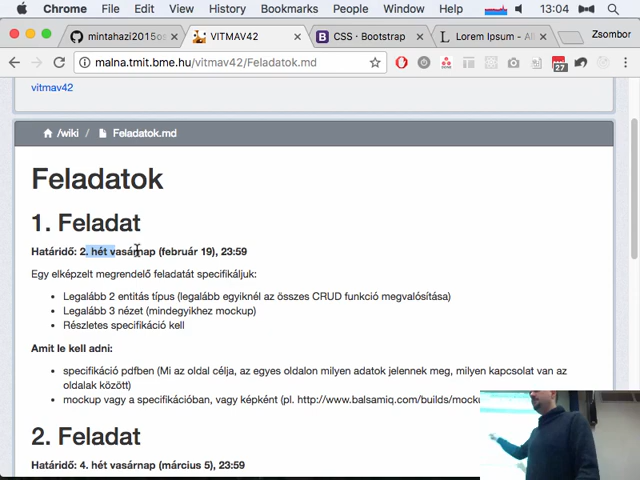 Chrome File Edit View History Bookmarks People Window Help 13:04
mintahazi2015os
VITMAV42
CSS · Bootstrap
Lorem Ipsum - All
Zsombor
malna.tmit.bme.hu/vitmav42/Feladatok.md
27
vitmav42
/wiki / Feladatok.md
Feladatok
1. Feladat
Határidő: 2. hét vasárnap (február 19), 23:59
Egy elképzelt megrendelő feladatát specifikáljuk:
Legalább 2 entitás típus (legalább egyiknél az összes CRUD funkció megvalósítása)
Legalább 3 nézet (mindegyikhez mockup)
Részletes specifikáció kell
Amit le kell adni:
specifikáció pdfben (Mi az oldal célja, az egyes oldalon milyen adatok jelennek meg, milyen kapcsolat van az
oldalak között)
mockup vagy a specifikációban, vagy képként (pl. http://www.balsamiq.com/builds/mocku
2. Feladat
Határidő: 4. hét vasárnap (március 5), 23:59